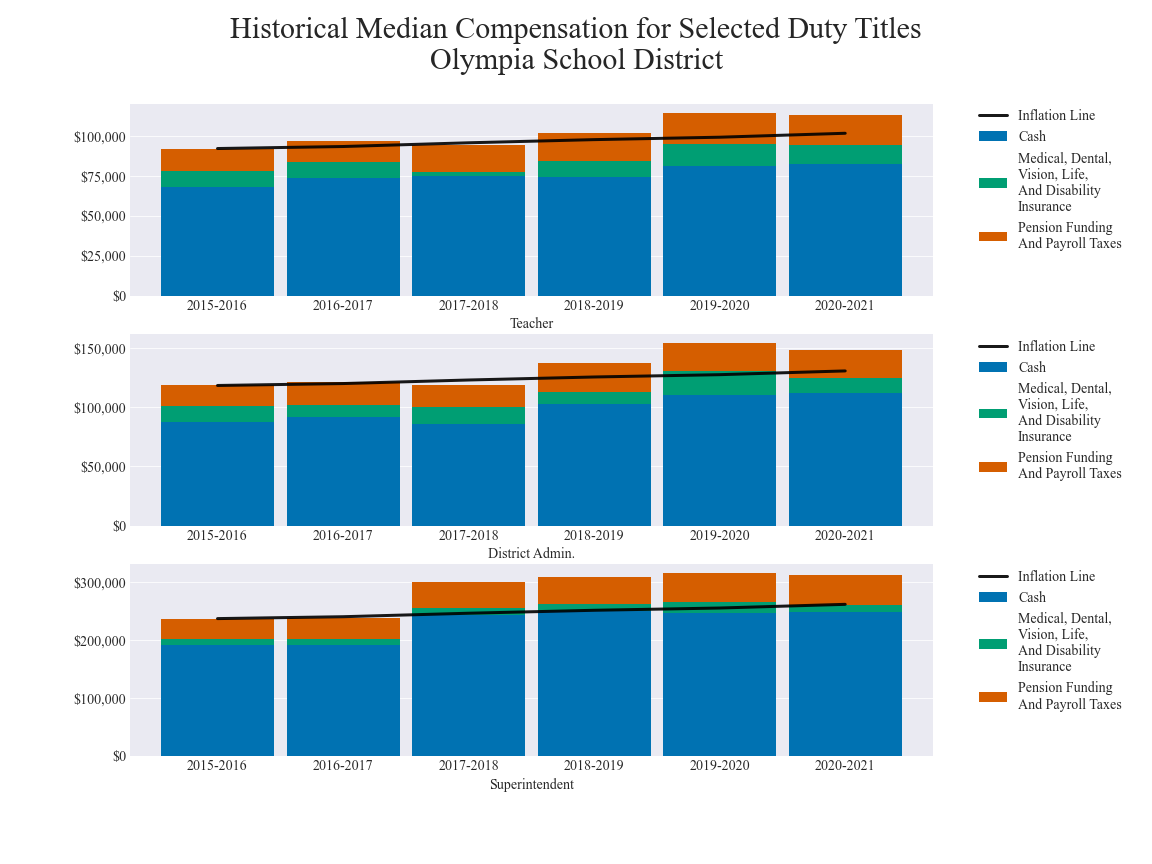 Historical Median Compensation for Selected Duty Titles
Olympia School District
$100,000
$75,000
$50,000
$25,000
$0
2015-2016 2016-2017 2017-2018 2018-2019 2019-2020 2020-2021
Teacher
Inflation Line
Cash
Medical, Dental,
Vision, Life,
And Disability
Insurance
Pension Funding
And Payroll Taxes
$150,000
$100,000
$50,000
$0
2015-2016 2016-2017 2017-2018 2018-2019 2019-2020 2020-2021
District Admin.
Inflation Line
Cash
Medical, Dental,
Vision, Life,
And Disability
Insurance
Pension Funding
And Payroll Taxes
$300,000
$200,000
$100,000
$0
2015-2016 2016-2017 2017-2018 2018-2019 2019-2020 2020-2021
Superintendent
Inflation Line
Cash
Medical, Dental,
Vision, Life,
And Disability
Insurance
Pension Funding
And Payroll Taxes